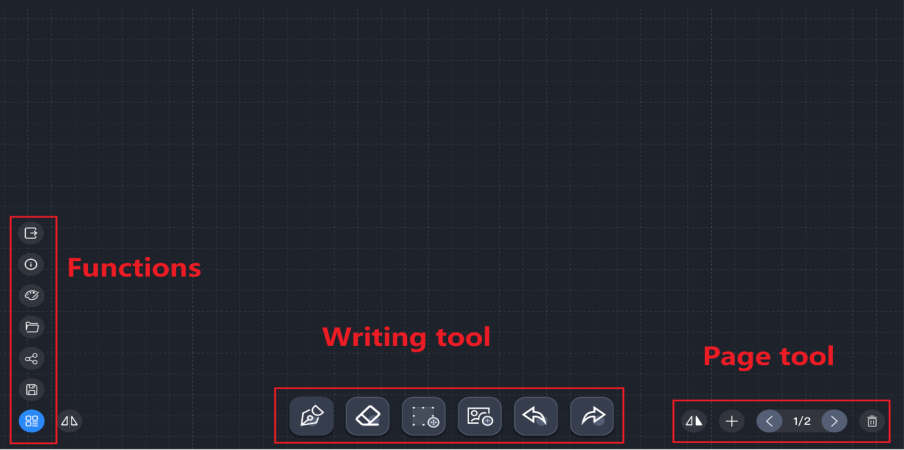 Functions
Writing tool
Page tool
1/2